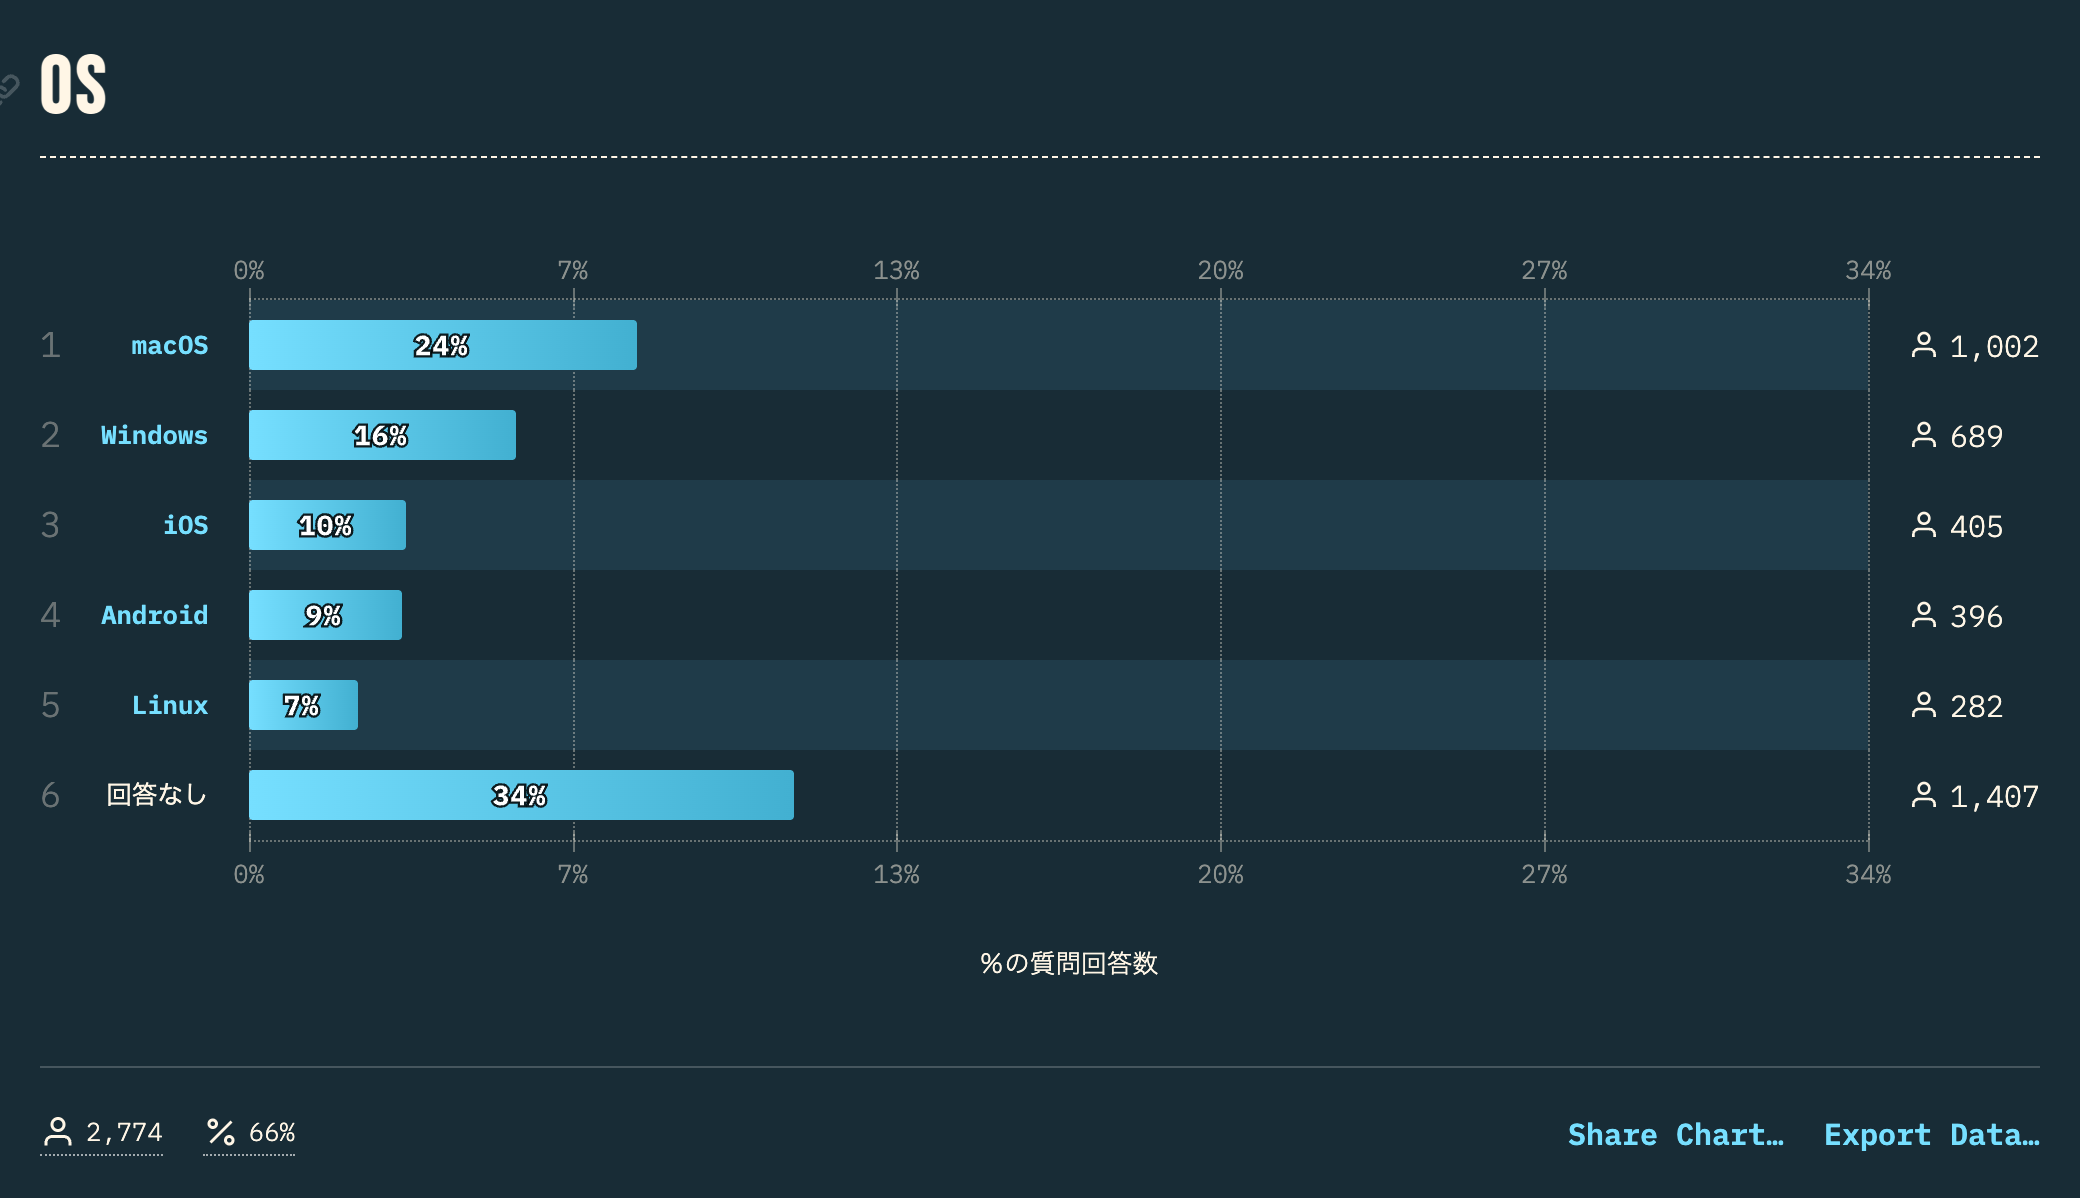 OS
0% 7% 13% 20% 27% 34%
1 macOS 24% 1,002
2 Windows 16% 689
3 iOS 10% 405
4 Android 9% 396
5 Linux 7% 282
6 回答なし 34% 1,407
0% 7% 13% 20% 27% 34%
%の質問回答数
2,774 66% Share Chart… Export Data…